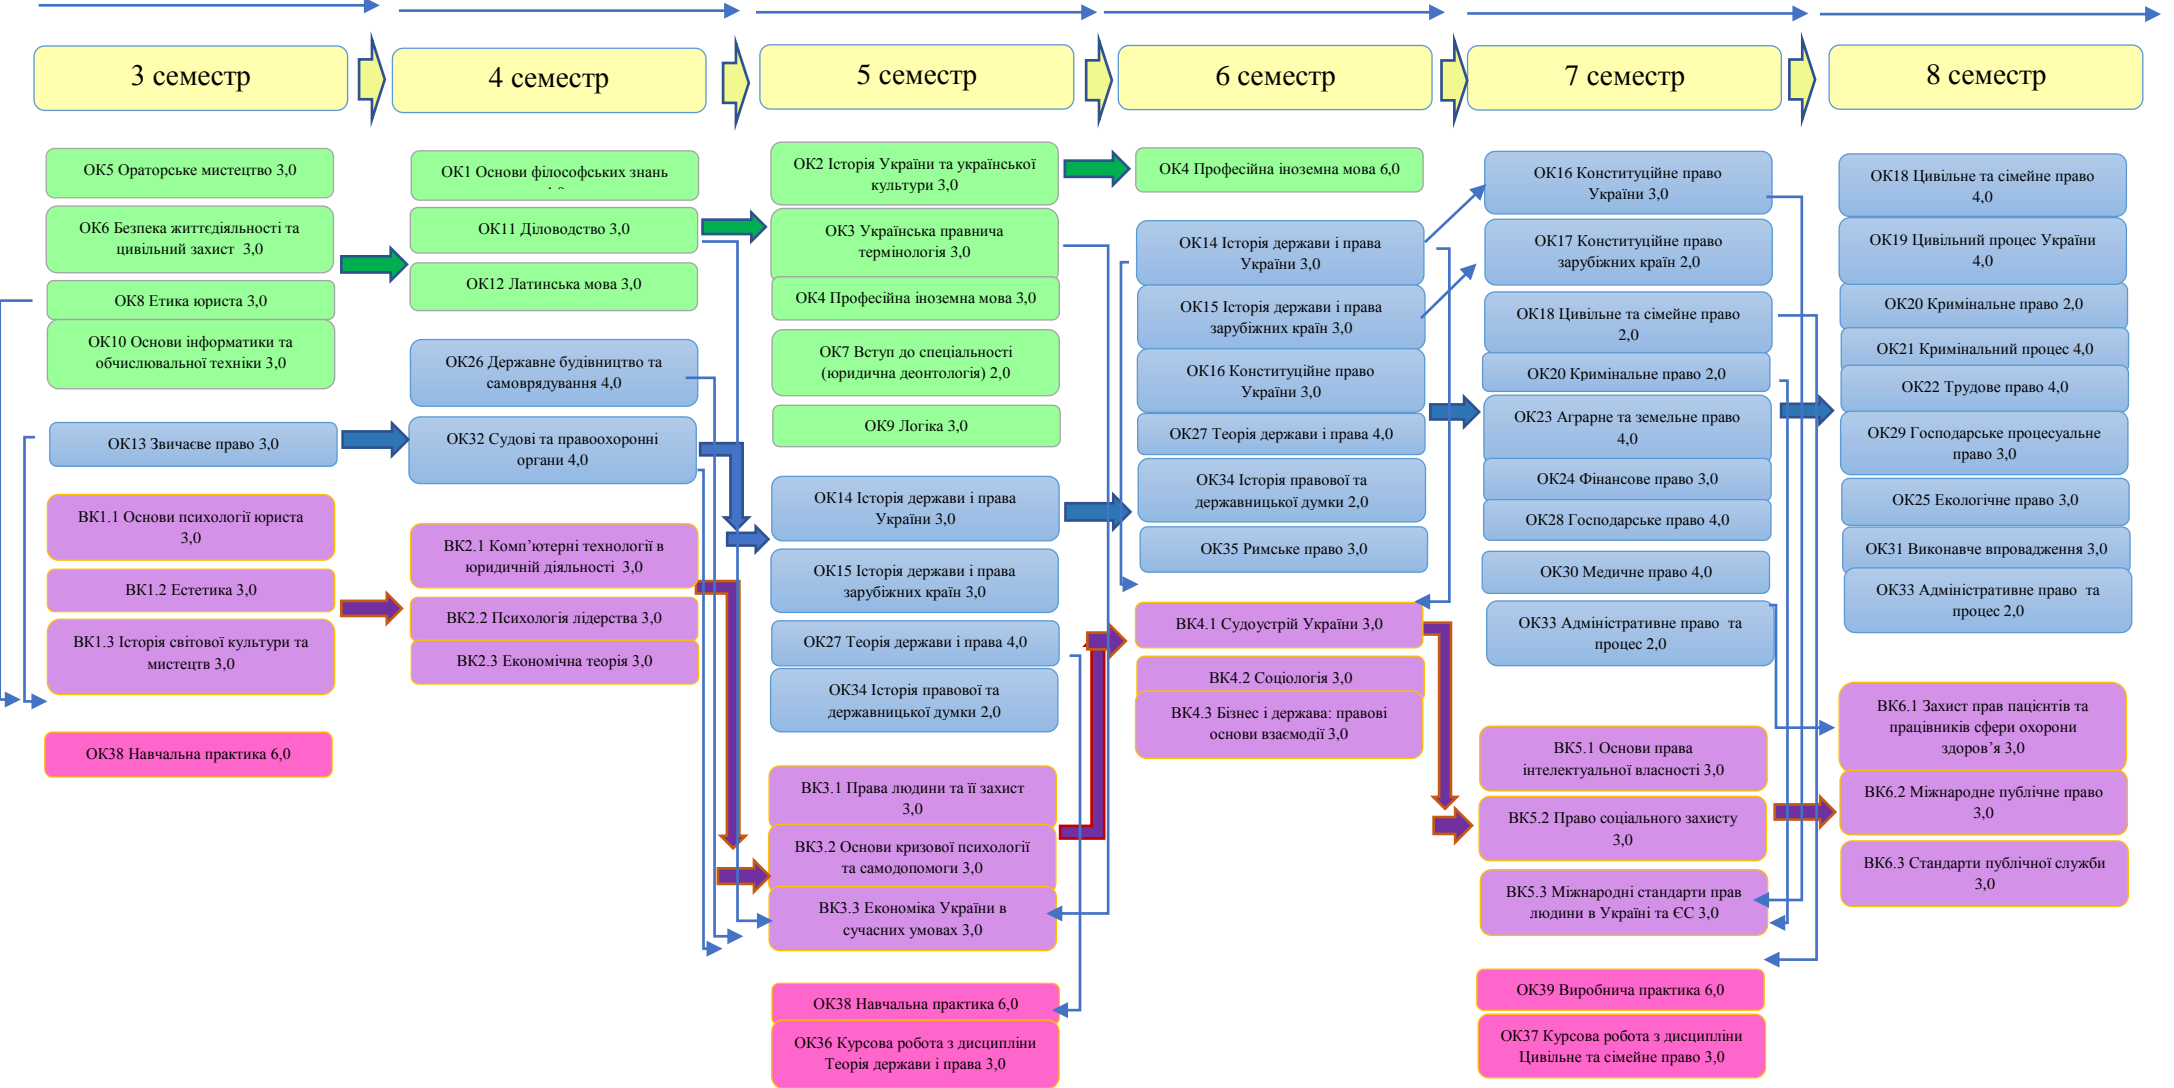 3 семестр
4 семестр
5 семестр
6 семестр
7 семестр
8 семестр
ОК5 Ораторське мистецтво 3,0
ОК6 Безпека життєдіяльності та
цивільний захист 3,0
ОК8 Етика юриста 3,0
ОК10 Основи інформатики та
обчислювальної техніки 3,0
ОК13 Звичаєве право 3,0
ВК1.1 Основи психології юриста
3,0
ВК1.2 Естетика 3,0
ВК1.3 Історія світової культури та
мистецтв 3,0
ОК38 Навчальна практика 6,0
ОК1 Основи філософських знань
ОК11 Діловодство 3,0
ОК12 Латинська мова 3,0
ОК26 Державне будівництво та
самоврядування 4,0
ОК32 Судові та правоохоронні
органи 4,0
ВК2.1 Комп’ютерні технології в
юридичній діяльності 3,0
ВК2.2 Психологія лідерства 3,0
ВК2.3 Економічна теорія 3,0
ОК2 Історія України та української
культури 3,0
ОК3 Українська правнича
термінологія 3,0
ОК4 Професійна іноземна мова 3,0
ОК7 Вступ до спеціальності
(юридична деонтологія) 2,0
ОК9 Логіка 3,0
ОК14 Історія держави і права
України 3,0
ОК15 Історія держави і права
зарубіжних країн 3,0
ОК27 Теорія держави і права 4,0
ОК34 Історія правової та
державницької думки 2,0
ВК3.1 Права людини та її захист
3,0
ВК3.2 Основи кризової психології
та самодопомоги 3,0
ВК3.3 Економіка України в
сучасних умовах 3,0
ОК38 Навчальна практика 6,0
ОК36 Курсова робота з дисципліни
Теорія держави і права 3,0
ОК4 Професійна іноземна мова 6,0
ОК14 Історія держави і права
України 3,0
ОК15 Історія держави і права
зарубіжних країн 3,0
ОК16 Конституційне право
України 3,0
ОК27 Теорія держави і права 4,0
ОК34 Історія правової та
державницької думки 2,0
ОК35 Римське право 3,0
ВК4.1 Судоустрій України 3,0
ВК4.2 Соціологія 3,0
ВК4.3 Бізнес і держава: правові
основи взаємодії 3,0
ОК16 Конституційне право
України 3,0
ОК17 Конституційне право
зарубіжних країн 2,0
ОК18 Цивільне та сімейне право
2,0
ОК20 Кримінальне право 2,0
ОК23 Аграрне та земельне право
4,0
ОК24 Фінансове право 3,0
ОК28 Господарське право 4,0
ОК30 Медичне право 4,0
ОК33 Адміністративне право та
процес 2,0
ВК5.1 Основи права
інтелектуальної власності 3,0
ВК5.2 Право соціального захисту
3,0
ВК5.3 Міжнародні стандарти прав
людини в Україні та ЄС 3,0
ОК39 Виробнича практика 6,0
ОК37 Курсова робота з дисципліни
Цивільне та сімейне право 3,0
ОК18 Цивільне та сімейне право
4,0
ОК19 Цивільний процес України
4,0
ОК20 Кримінальне право 2,0
ОК21 Кримінальний процес 4,0
ОК22 Трудове право 4,0
ОК29 Господарське процесуальне
право 3,0
ОК25 Екологічне право 3,0
ОК31 Виконавче впровадження 3,0
ОК33 Адміністративне право та
процес 2,0
ВК6.1 Захист прав пацієнтів та
працівників сфери охорони
здоров’я 3,0
ВК6.2 Міжнародне публічне право
3,0
ВК6.3 Стандарти публічної служби
3,0